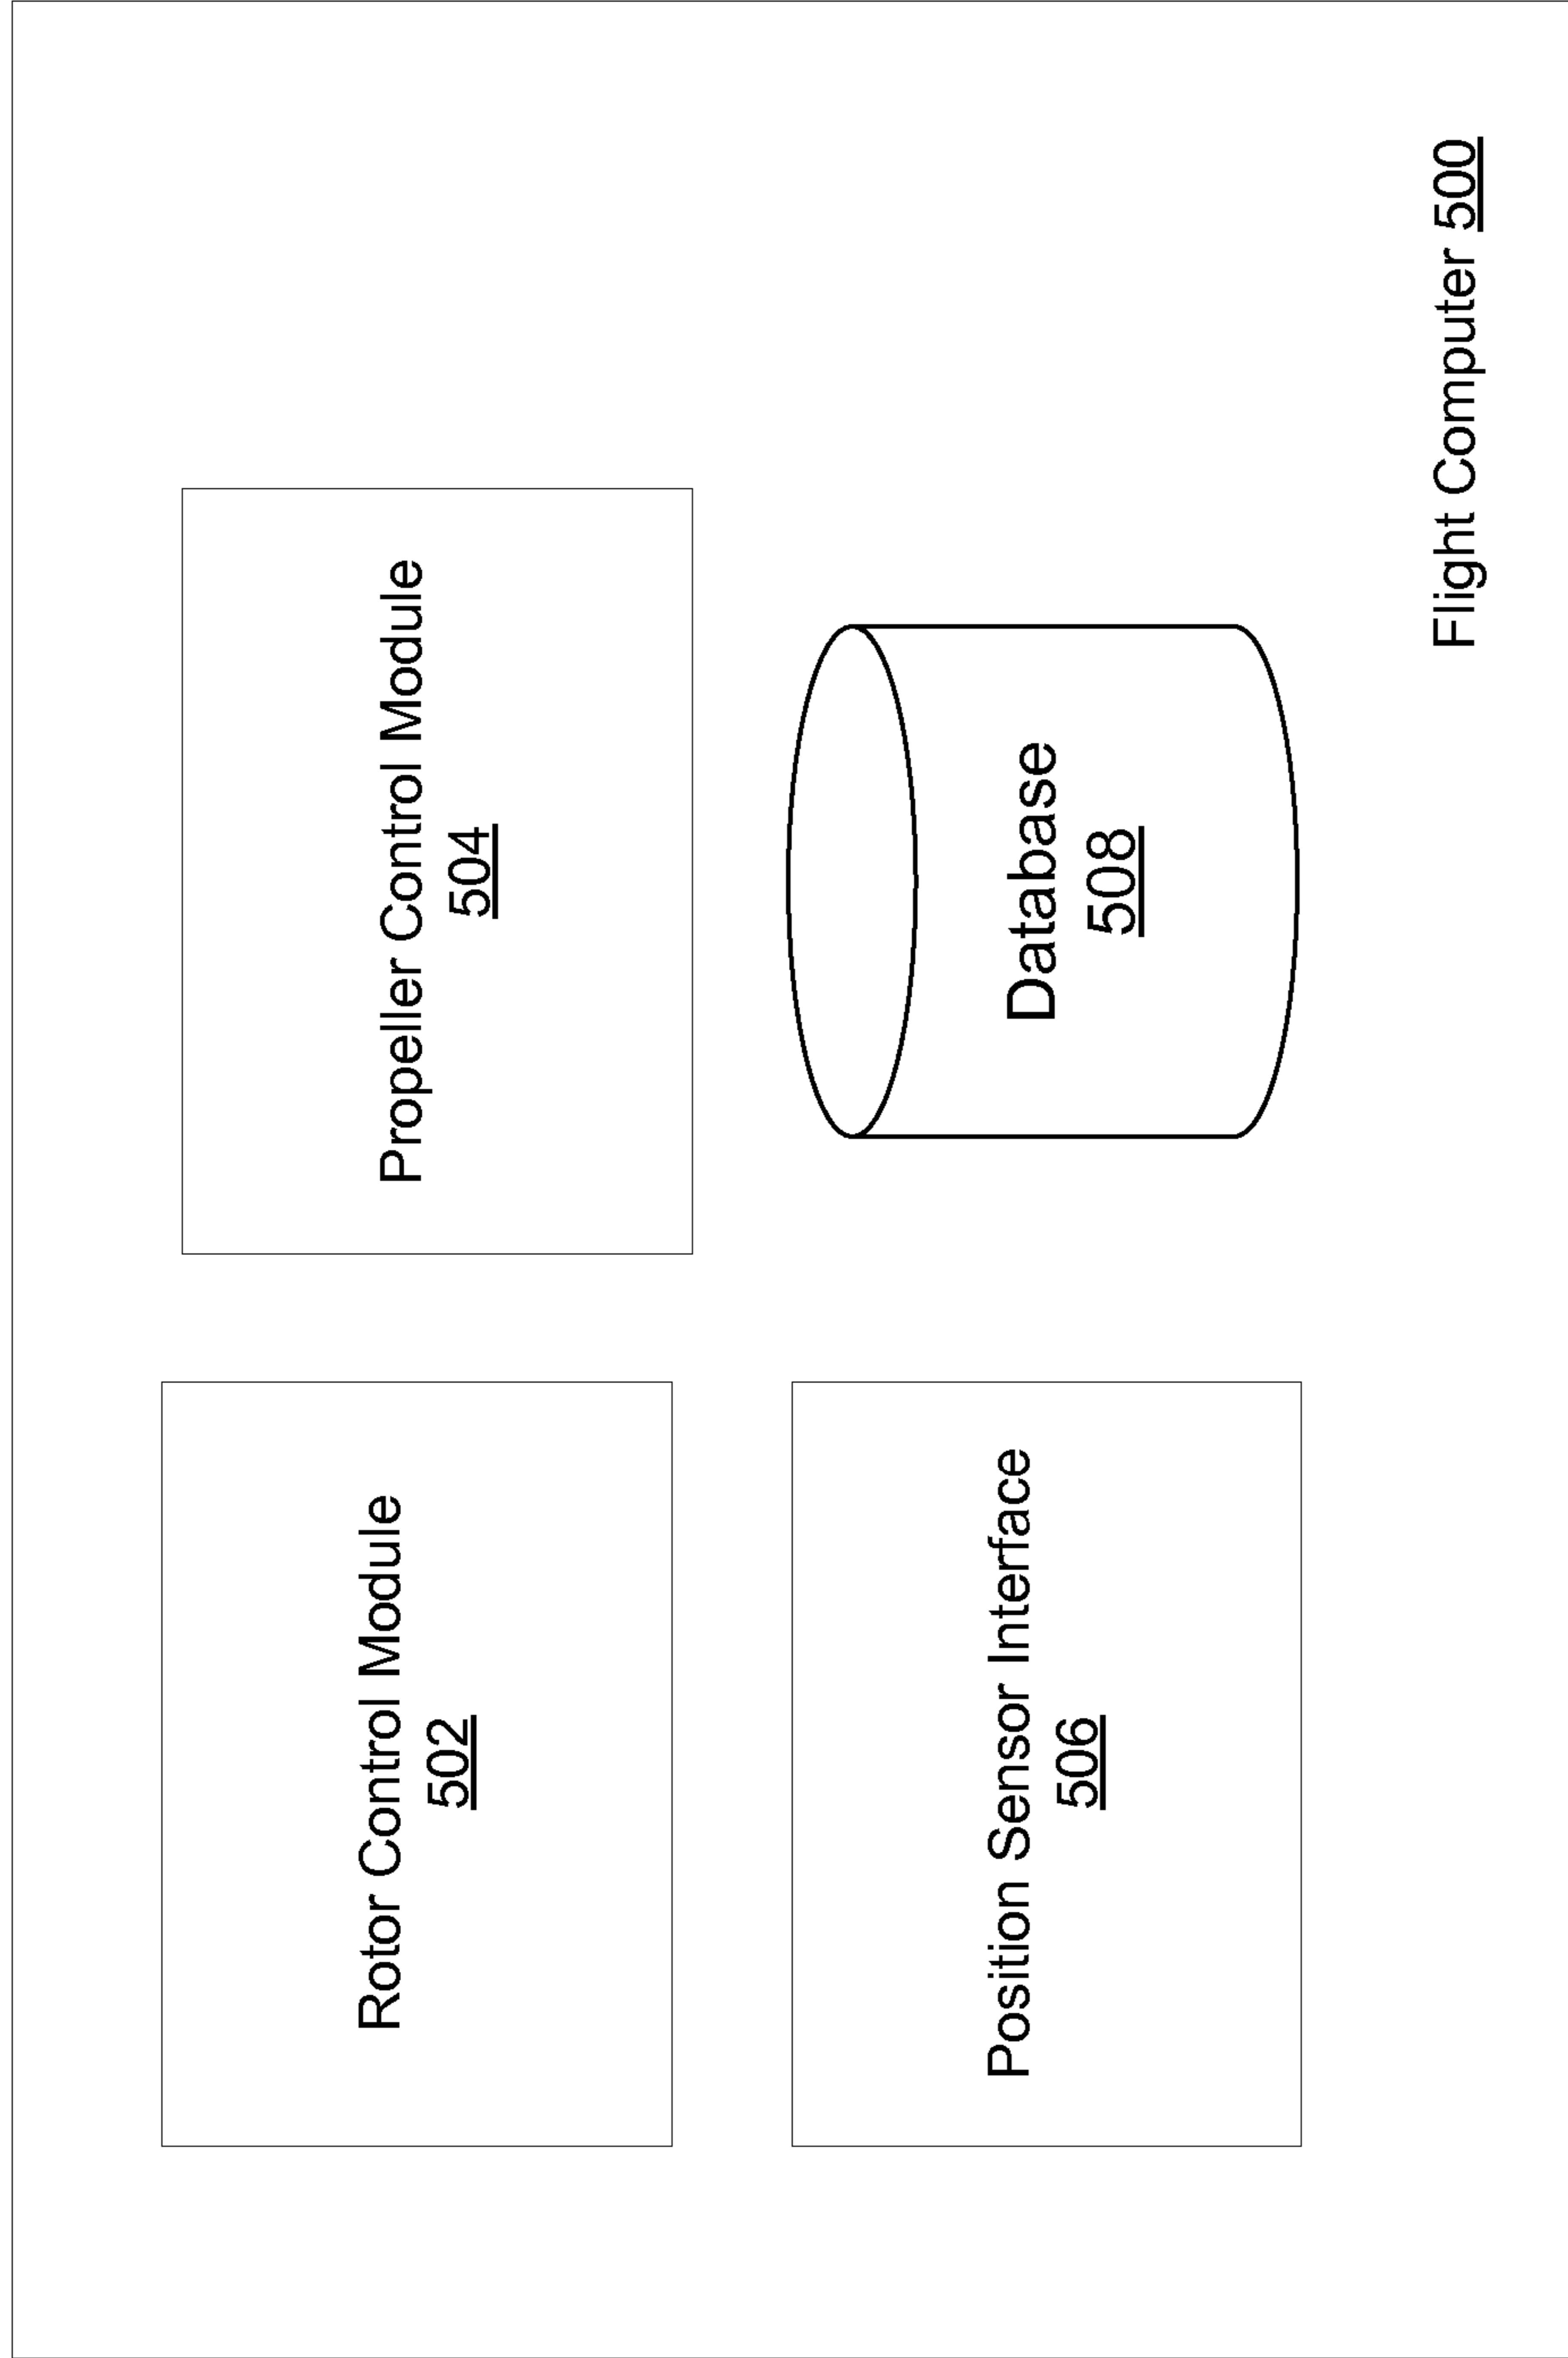 Rotor Control Module
502
Propeller Control Module
504
Position Sensor Interface
506
Database
508
Flight Computer 500